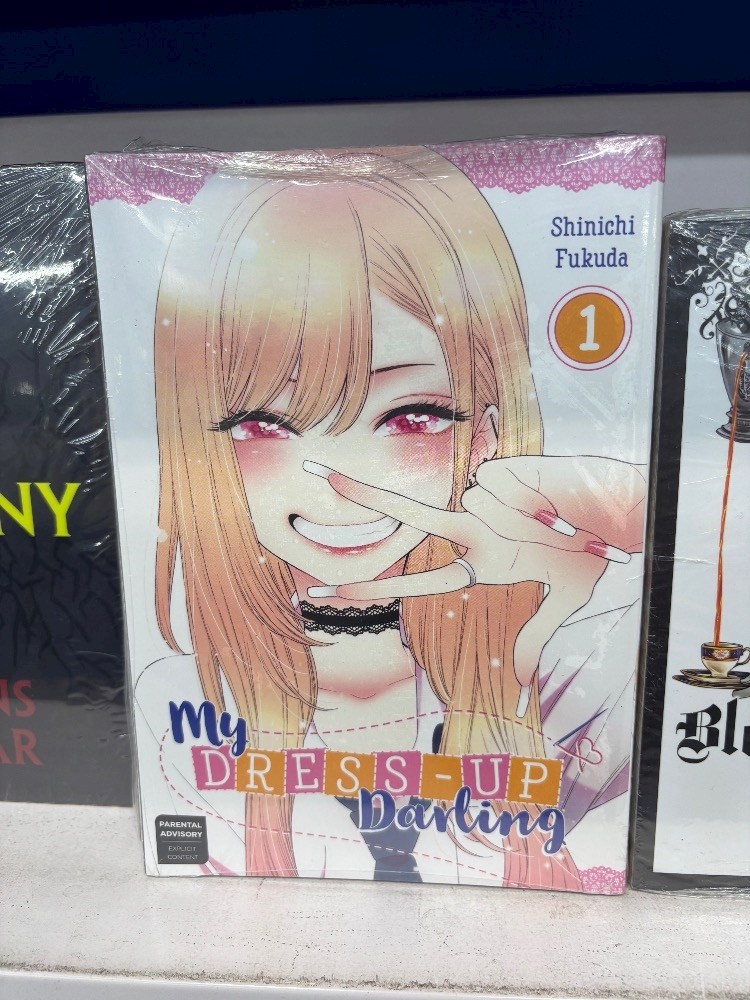 Shinichi
Fukuda
1
My
DRESS-UP
Darling
PARENTAL
ADVISORY
EXPLICIT
CONTENT
NY
NS
AR
Bl